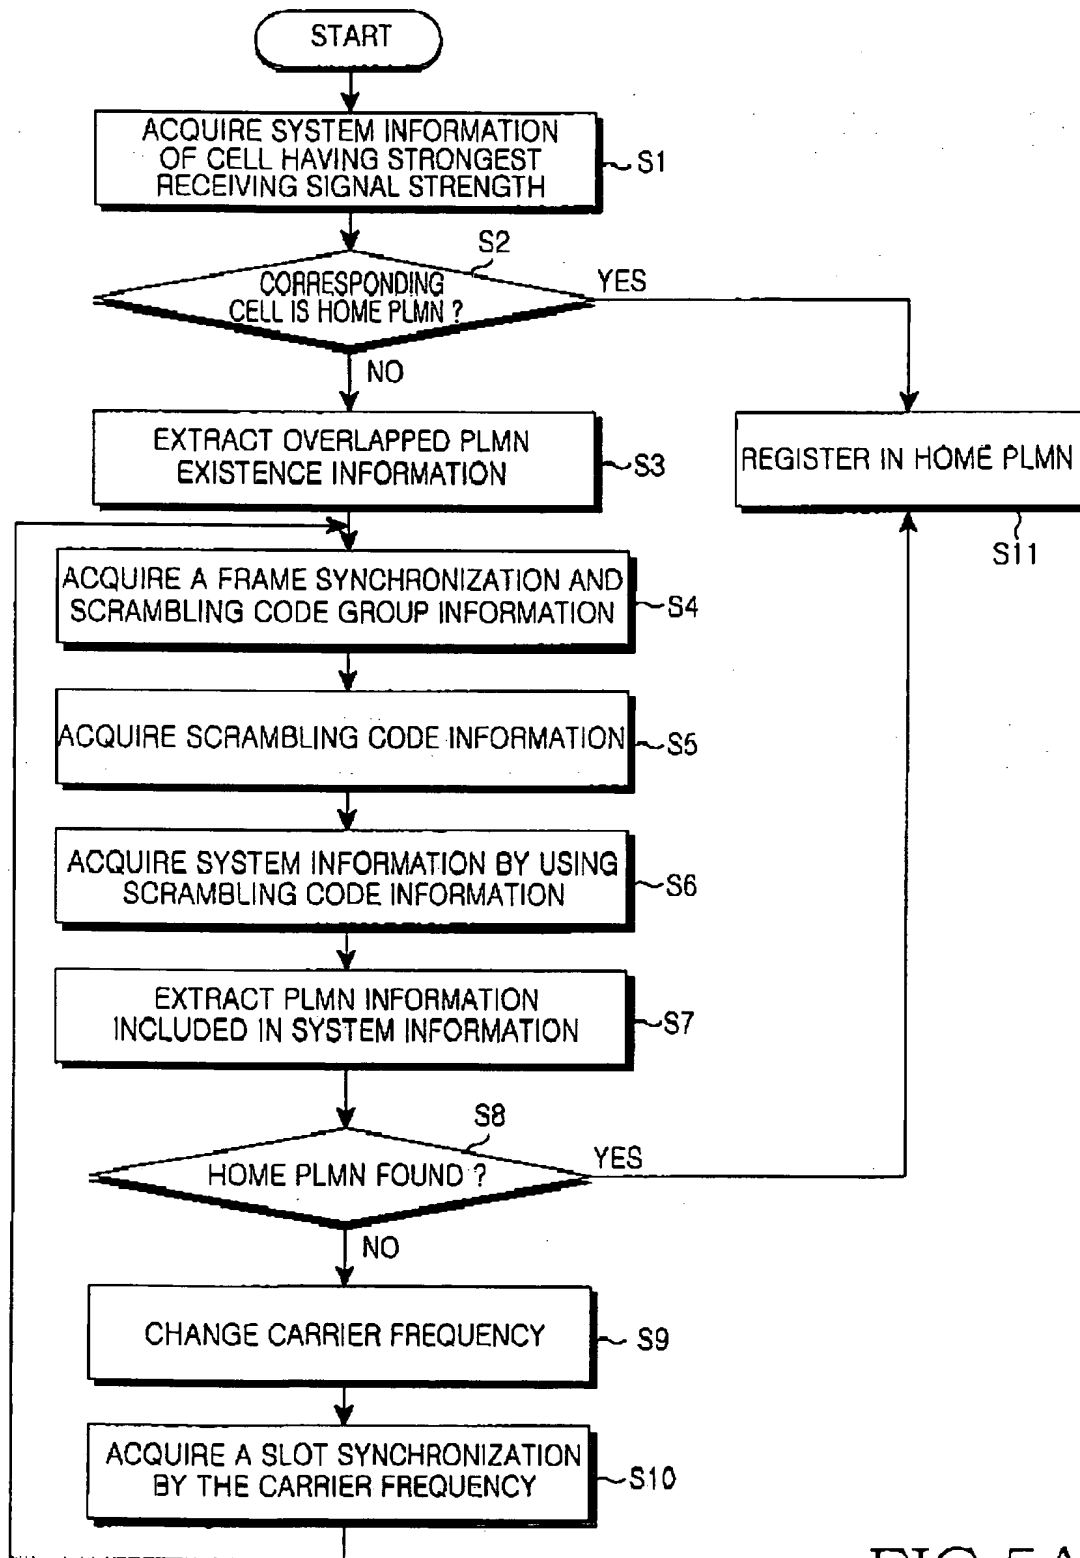 START
ACQUIRE SYSTEM INFORMATION
OF CELL HAVING STRONGEST
RECEIVING SIGNAL STRENGTH
S1
S2
CORRESPONDING
CELL IS HOME PLMN ?
YES
NO
EXTRACT OVERLAPPED PLMN
EXISTENCE INFORMATION
S3
REGISTER IN HOME PLMN
S11
ACQUIRE A FRAME SYNCHRONIZATION AND
SCRAMBLING CODE GROUP INFORMATION
S4
ACQUIRE SCRAMBLING CODE INFORMATION
S5
ACQUIRE SYSTEM INFORMATION BY USING
SCRAMBLING CODE INFORMATION
S6
EXTRACT PLMN INFORMATION
INCLUDED IN SYSTEM INFORMATION
S7
S8
HOME PLMN FOUND ?
YES
NO
CHANGE CARRIER FREQUENCY
S9
ACQUIRE A SLOT SYNCHRONIZATION
BY THE CARRIER FREQUENCY
S10
FIG.5A